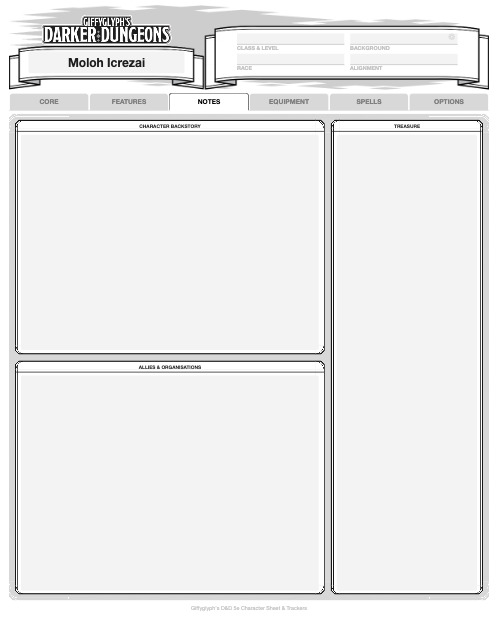 GIFFYGLYPH'S
DARKER DUNGEONS
Moloh Icrezai
CLASS & LEVEL BACKGROUND
RACE ALIGNMENT
CORE FEATURES NOTES EQUIPMENT SPELLS OPTIONS
CHARACTER BACKSTORY TREASURE
ALLIES & ORGANISATIONS
Giffyglyph's D&D 5e Character Sheet & Trackers